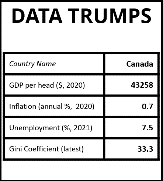 DATA TRUMPS
Country Name Canada
GDP per head ($, 2020) 43258
Inflation (annual %, 2020) 0.7
Unemployment (%, 2021) 7.5
Gini Coefficient (latest) 33.3